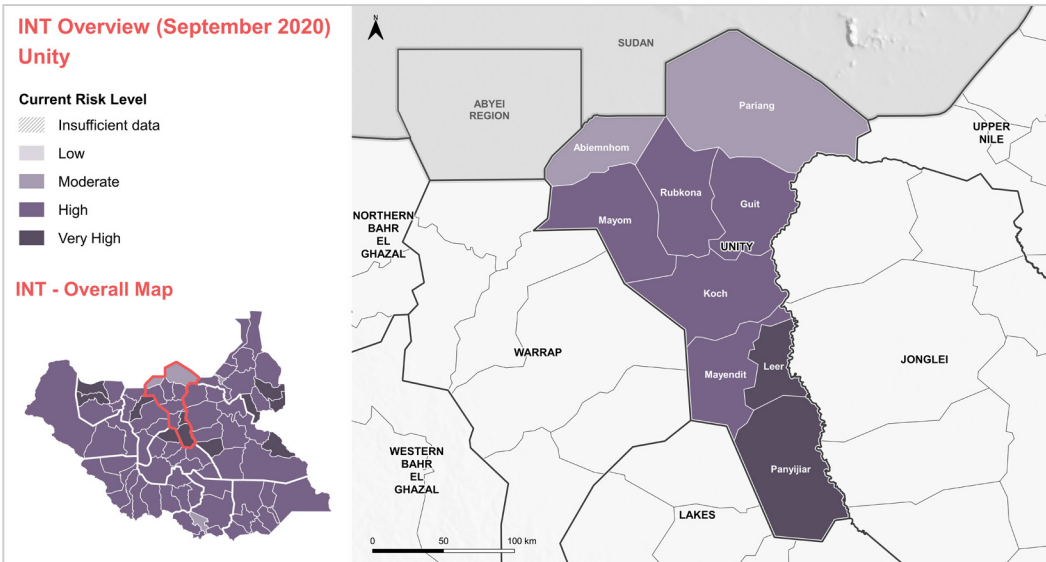 INT Overview (September 2020)
Unity
Current Risk Level
Insufficient data
Low
Moderate
High
Very High
INT - Overall Map
N
SUDAN
ABYEI
REGION
Pariang
UPPER
NILE
Abiemnhom
Rubkona
Guit
NORTHERN
BAHR
EL
GHAZAL
Mayom
UNITY
Koch
WARRAP
JONGLEI
Mayendit
Leer
WESTERN
BAHR
EL
GHAZAL
Panyijiar
LAKES
0 50 100 km